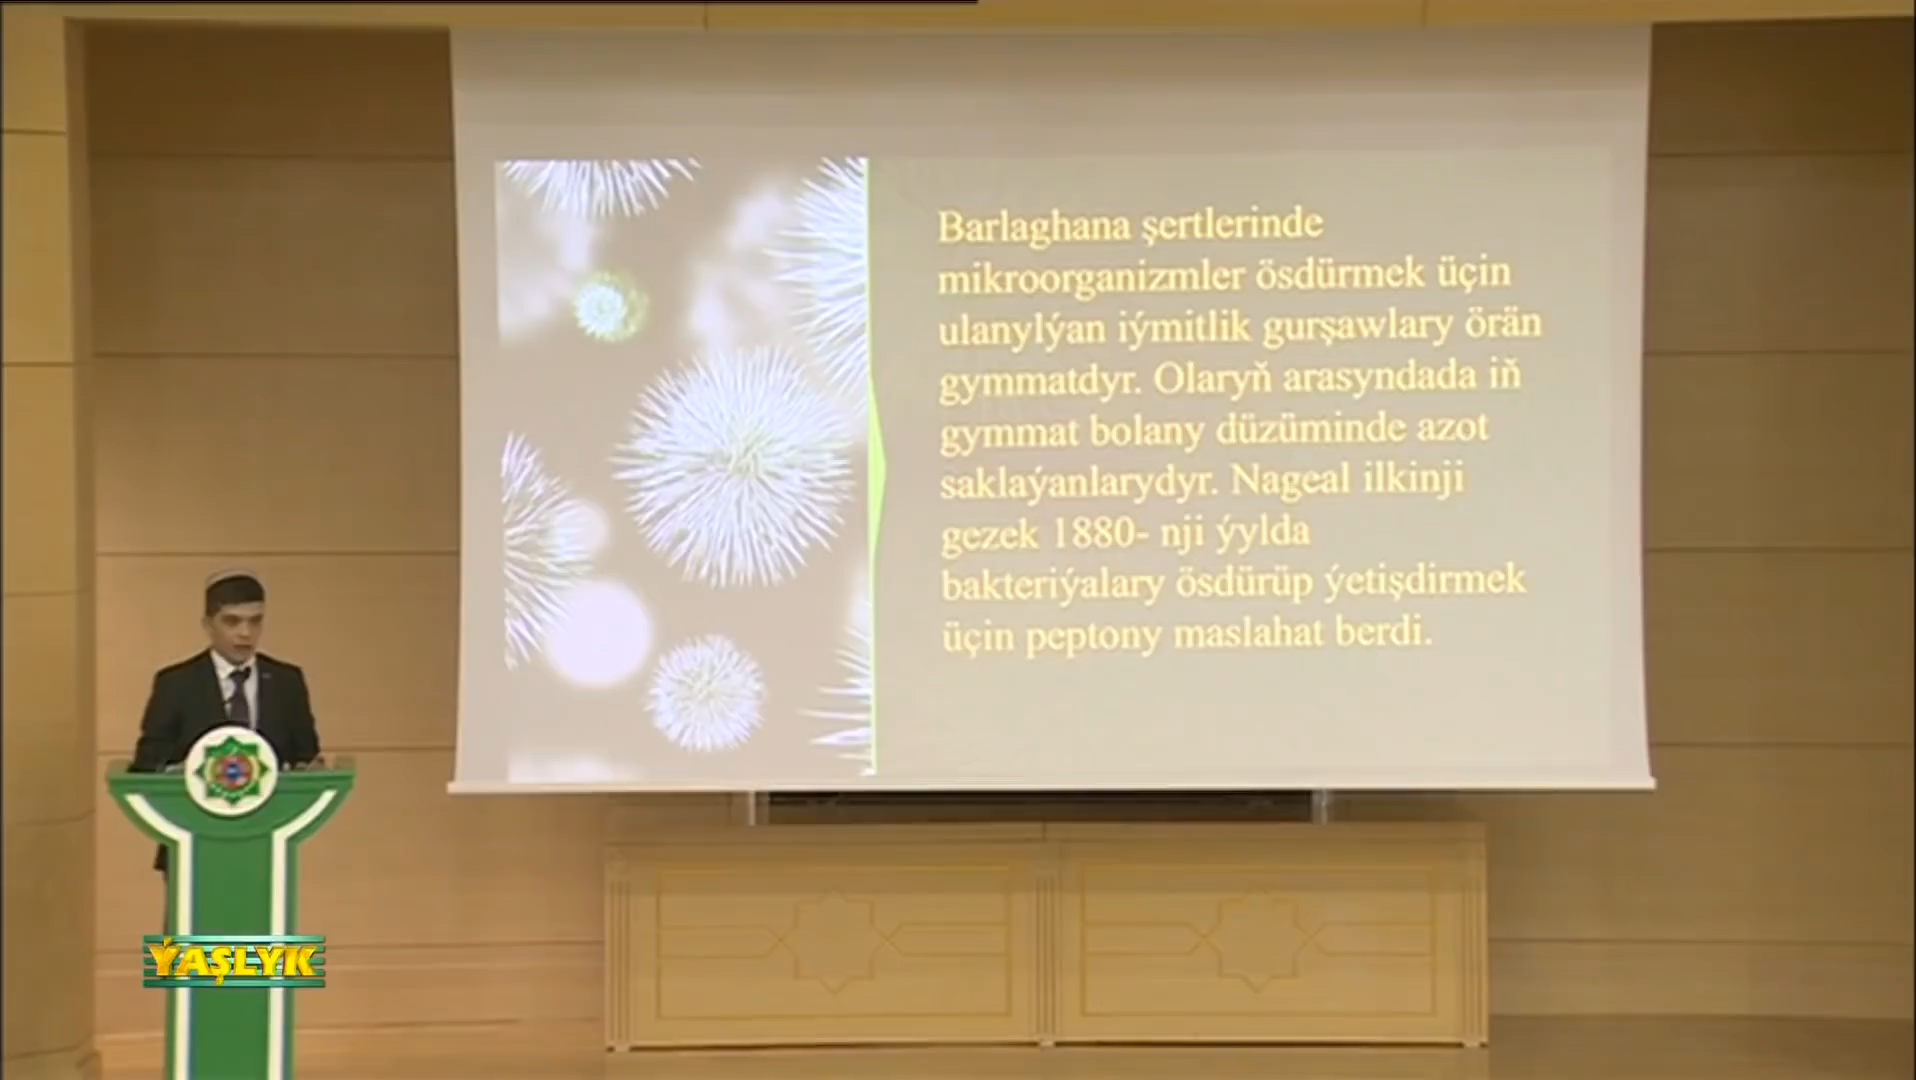 Barlaghana şertlerinde
mikroorganizmler ösdürmek üçin
ulanylýan iýmitlik gurşawlary örän
gymmatdyr. Olaryň arasyndada iň
gymmat bolany düzüminde azot
saklaýanlarydyr. Nageal ilkinji
gezek 1880- nji ýylda
bakteriýalary ösdürüp ýetişdirmek
üçin peptony maslahat berdi.
ÝAŞLYK